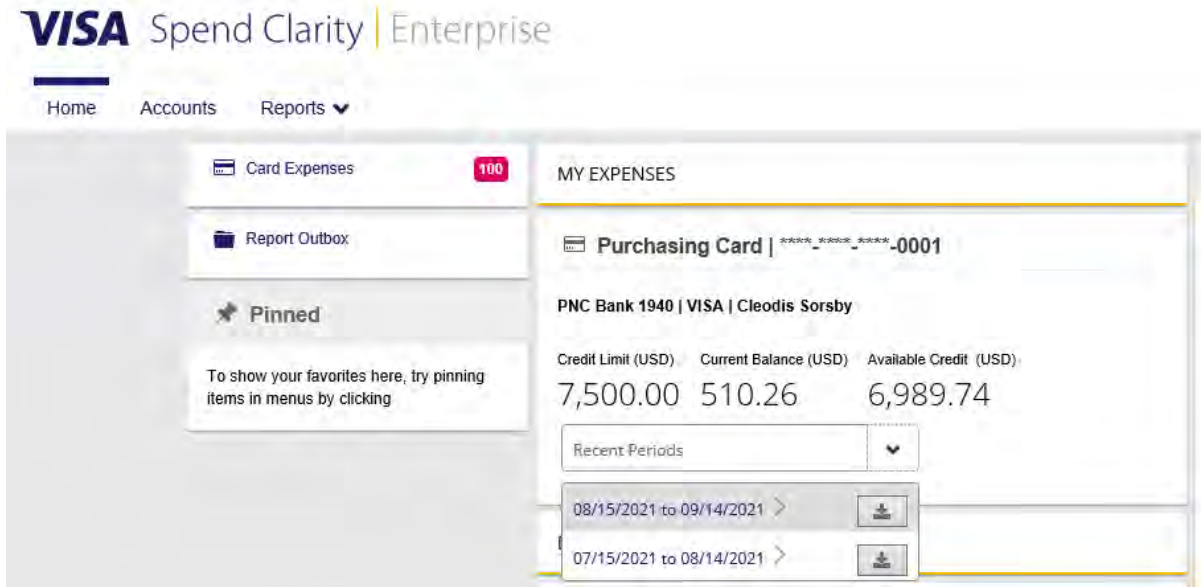 VISA Spend Clarity | Enterprise
Home Accounts Reports
Card Expenses 100
Report Outbox
Pinned
To show your favorites here, try pinning
items in menus by clicking
MY EXPENSES
Purchasing Card | ****-****-****-0001
PNC Bank 1940 | VISA | Cleodis Sorsby
Credit Limit (USD) Current Balance (USD) Available Credit (USD)
7,500.00 510.26 6,989.74
Recent Periods
08/15/2021 to 09/14/2021
07/15/2021 to 08/14/2021